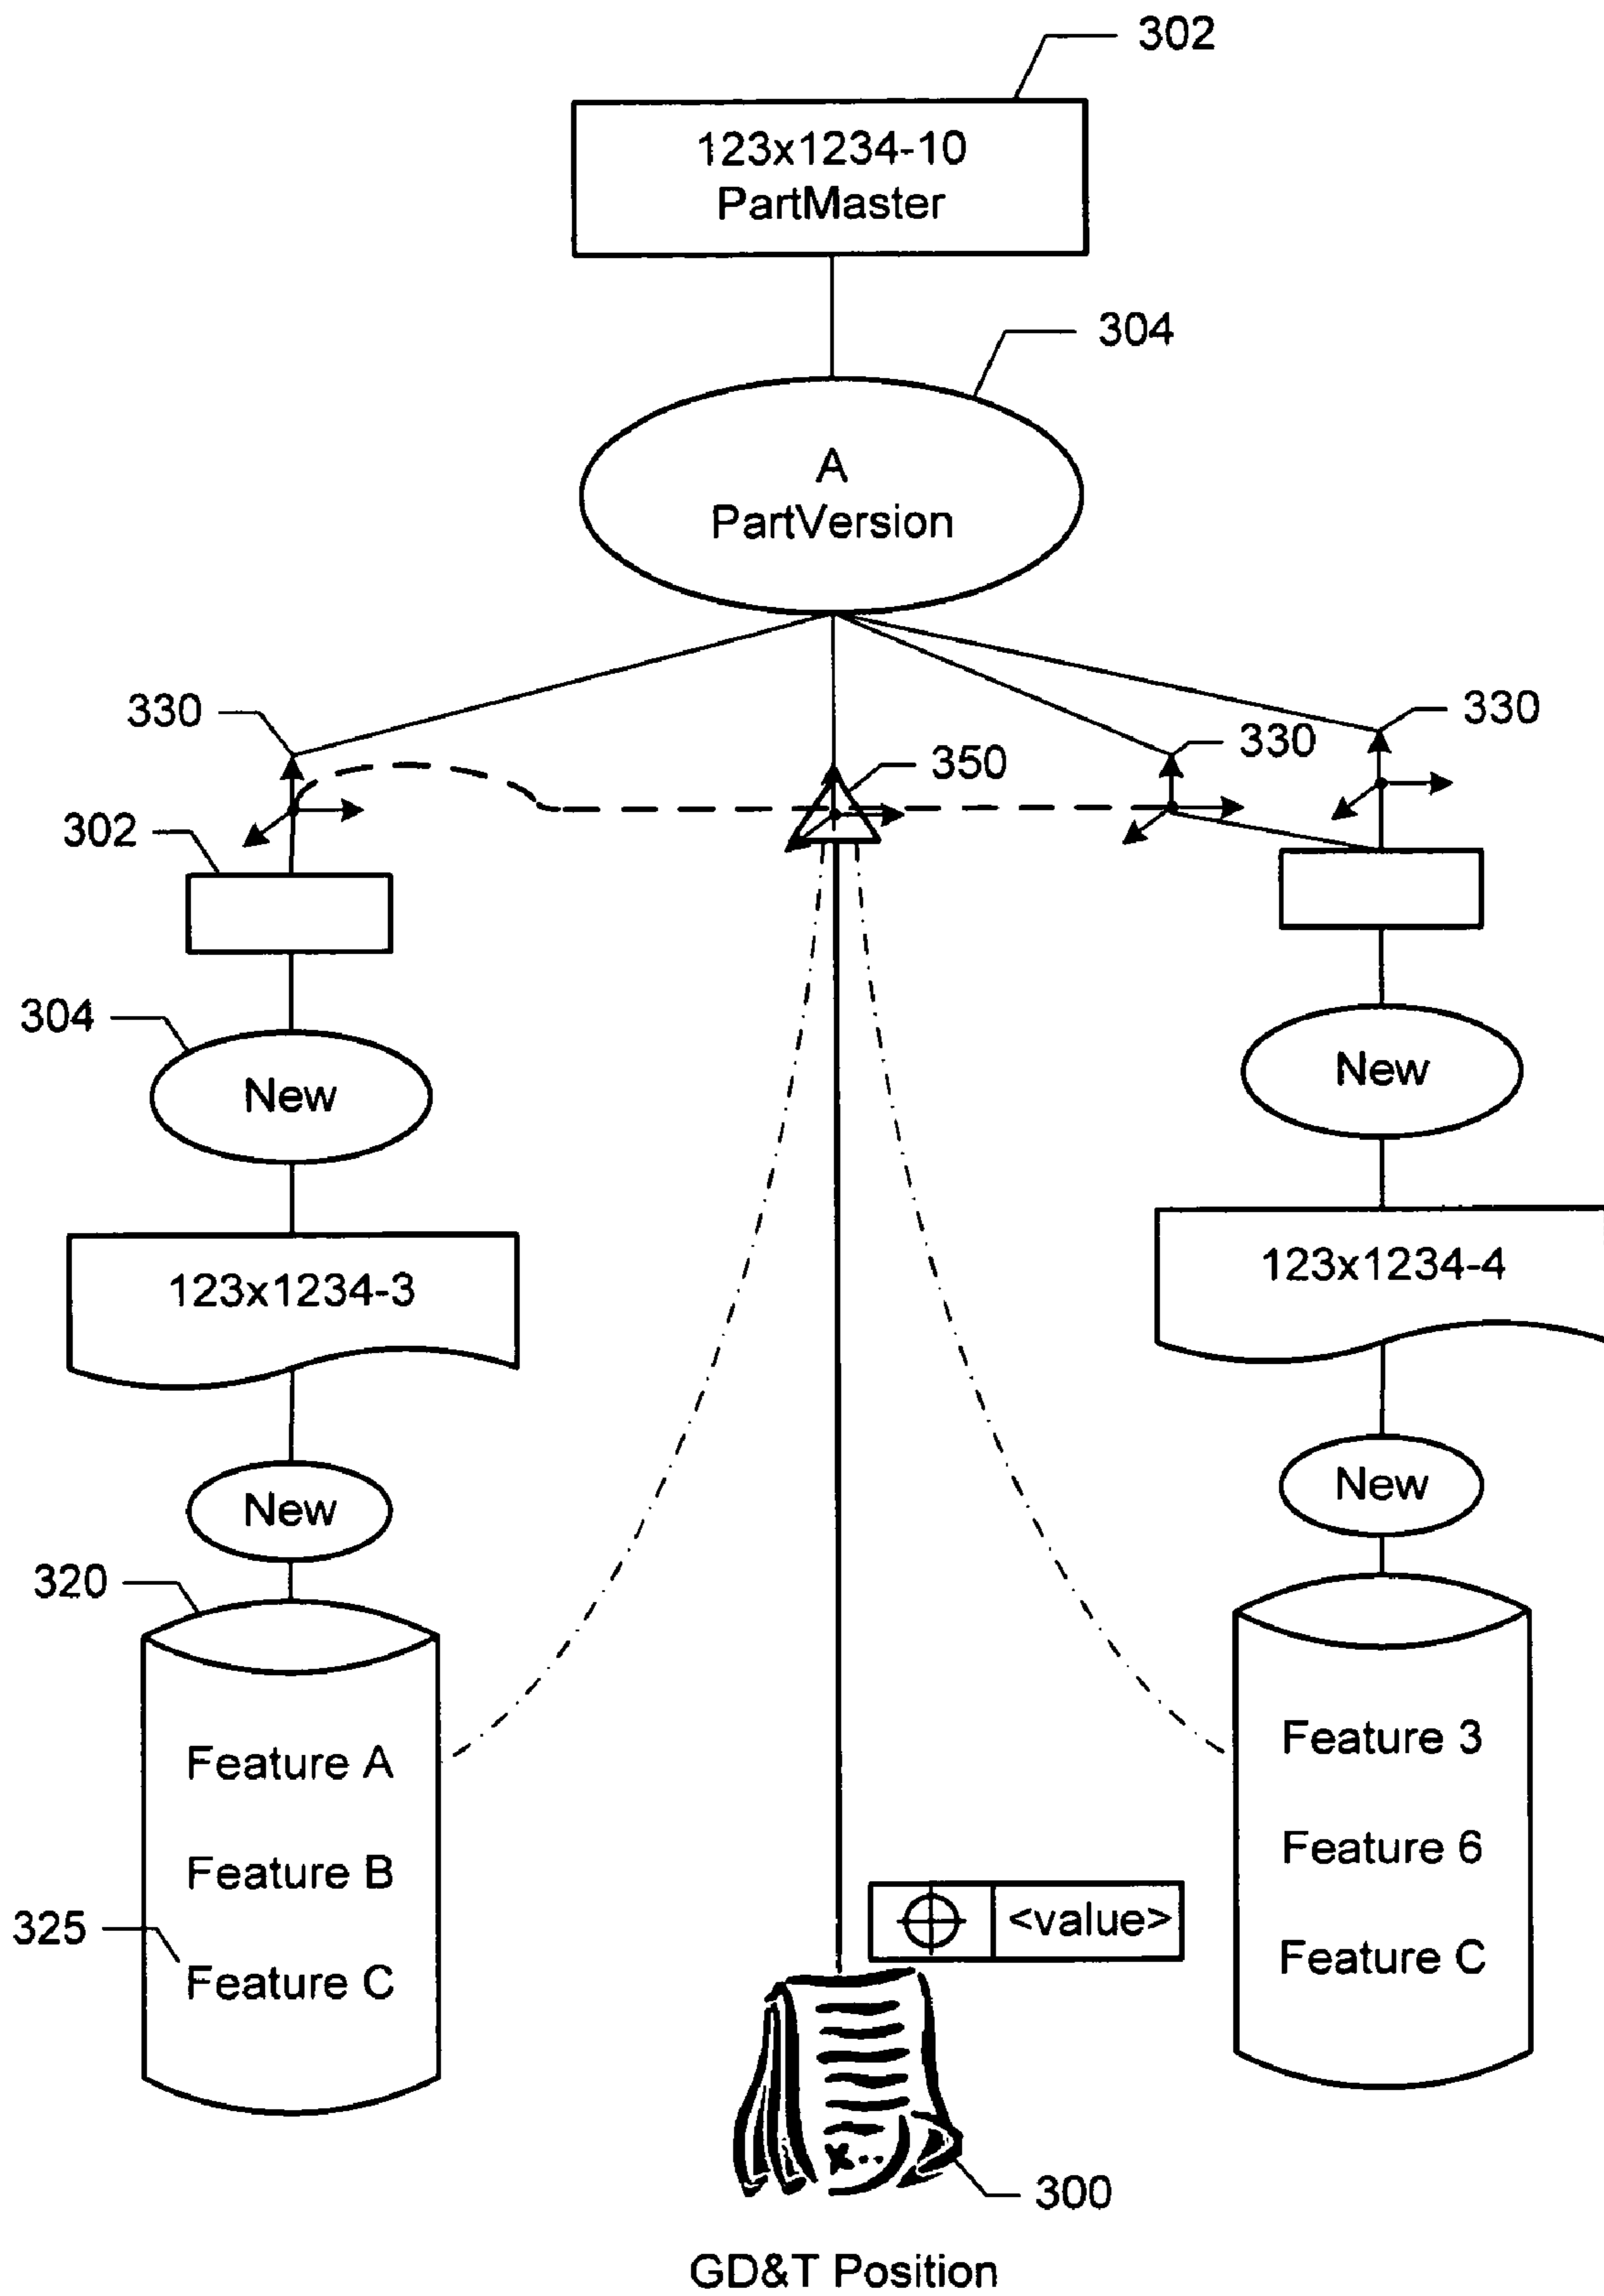 302
123x1234-10
PartMaster
304
A
PartVersion
330
330
330
350
302
304
New
New
123x1234-3
123x1234-4
New
New
320
Feature A
Feature B
325
Feature C
Feature 3
Feature 6
Feature C
<value>
X..
300
GD&T Position